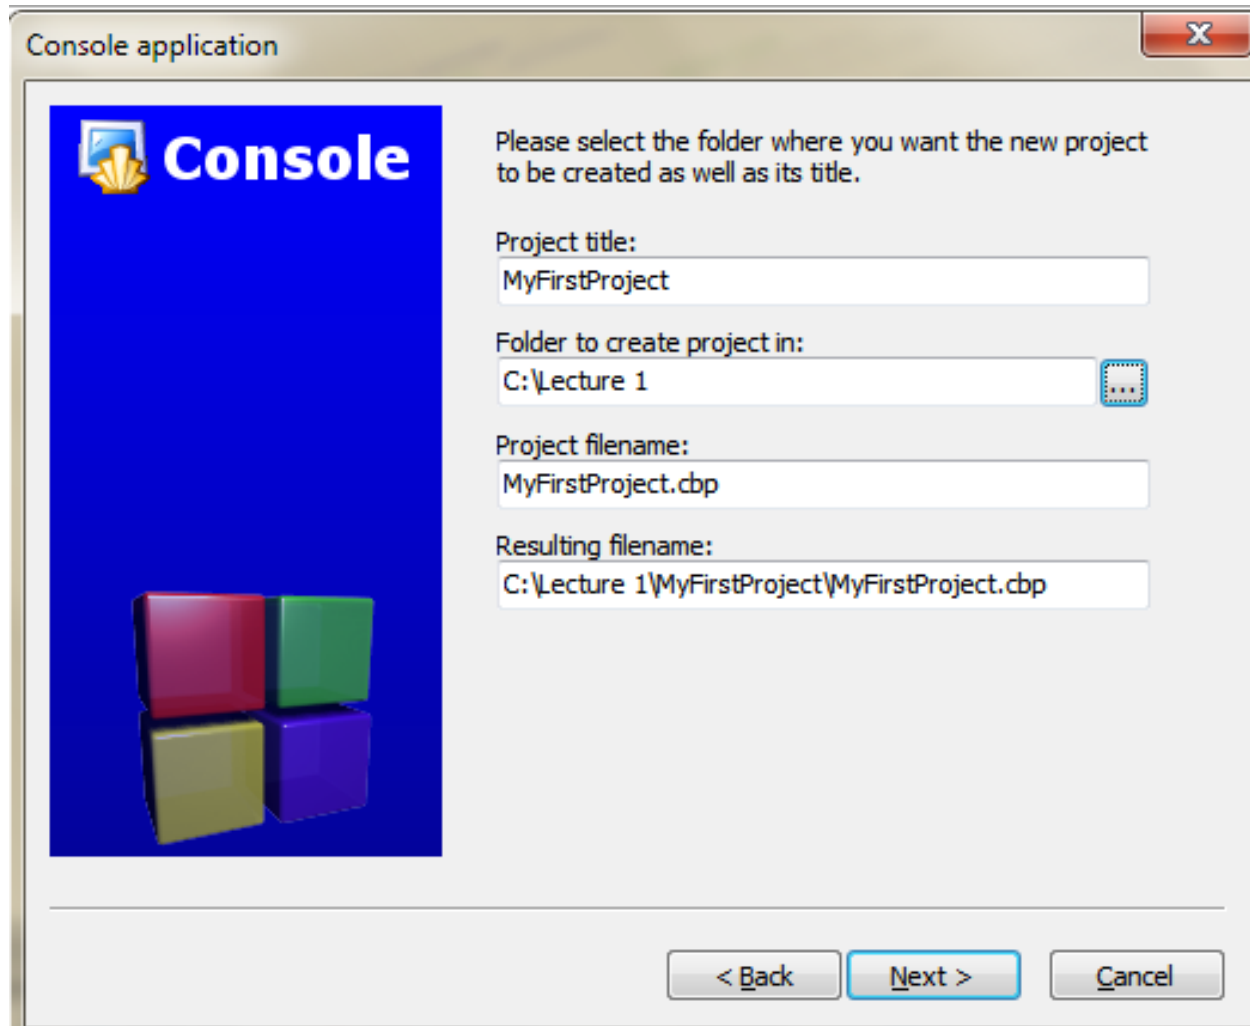 Console application
Console
Please select the folder where you want the new project
to be created as well as its title.
Project title:
MyFirstProject
Folder to create project in:
C:\Lecture 1
...
Project filename:
MyFirstProject.cbp
Resulting filename:
C:\Lecture 1\MyFirstProject\MyFirstProject.cbp
< Back
Next >
Cancel